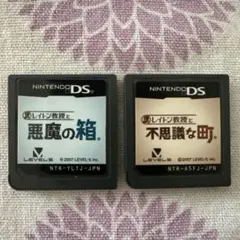 NINTENDO DS
レイトン教授と
悪魔の箱
LEVEL5
©2007 LEVEL-5 Inc.
NTR-YLTJ-JPN
NINTENDO DS
レイトン教授と
不思議な町
LEVEL5
©2007 LEVEL-5 Inc.
NTR-A5FJ-JPN